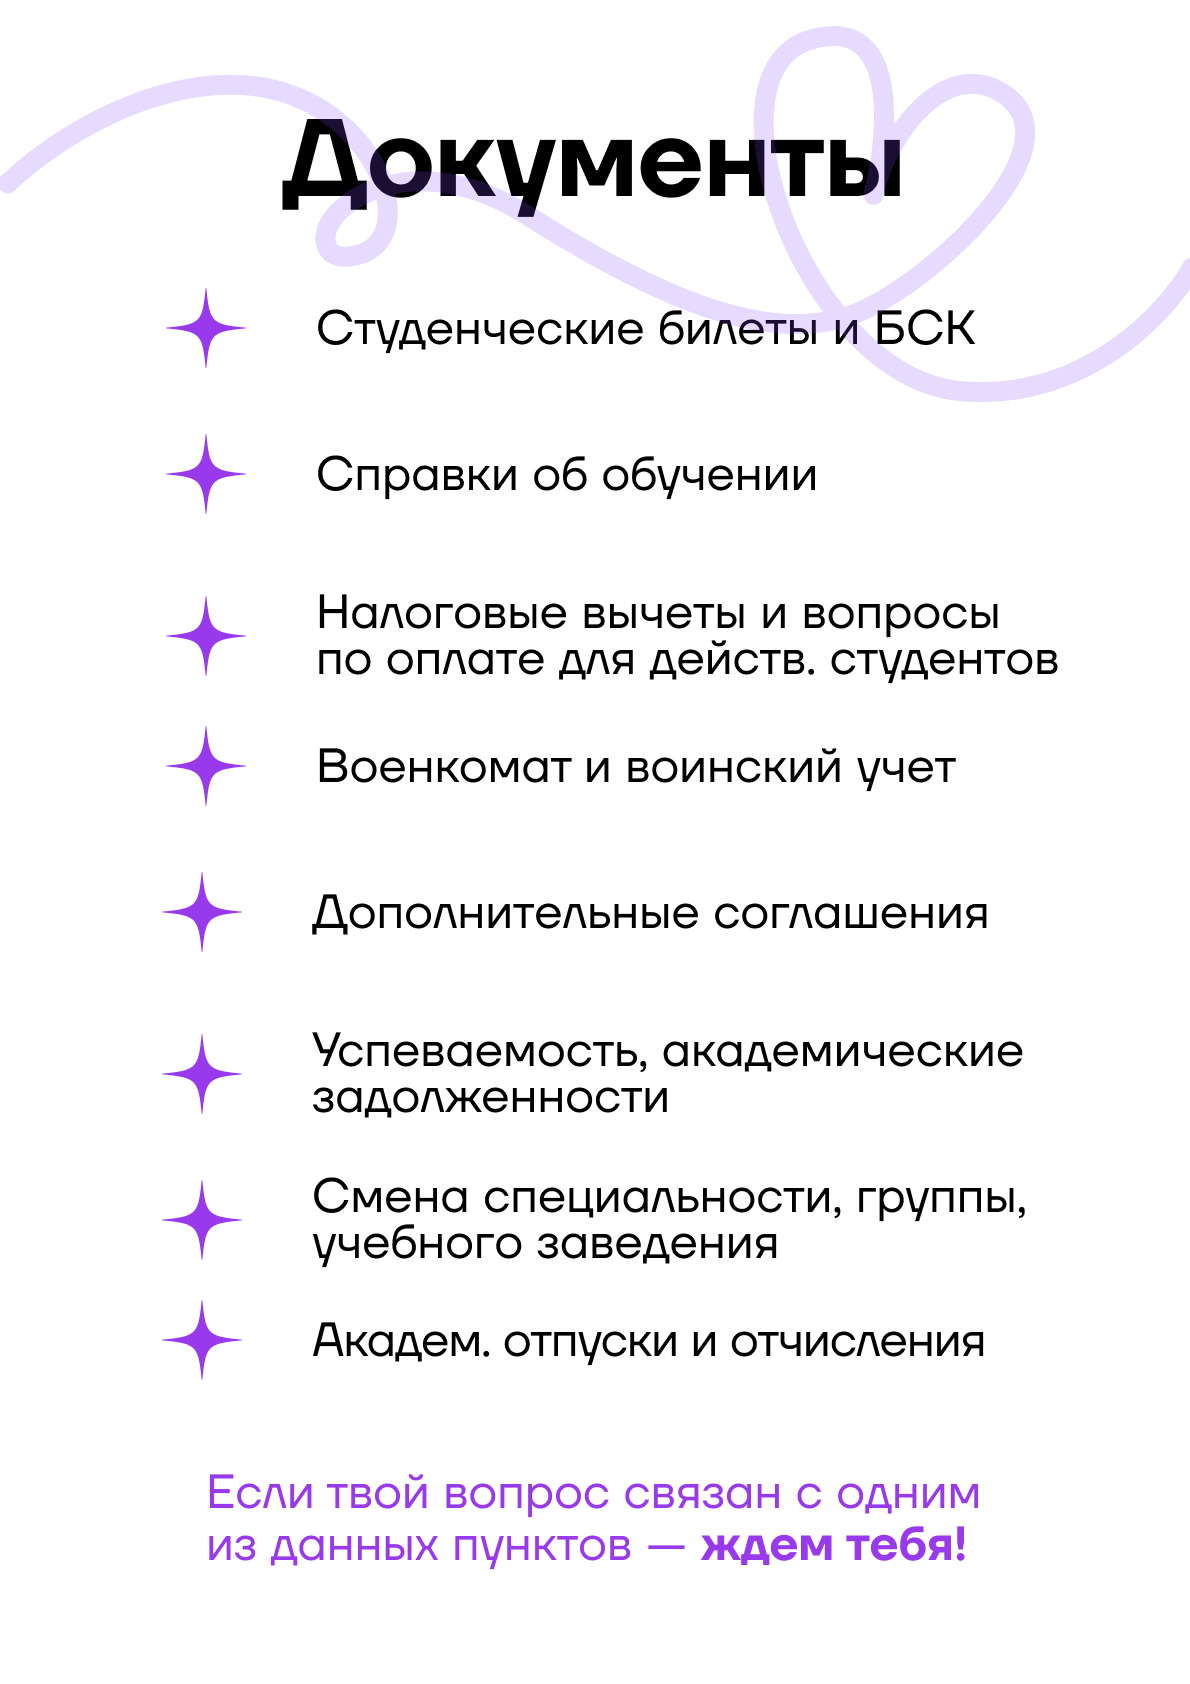 Документы
Студенческие билеты и БСК
Справки об обучении
Налоговые вычеты и вопросы
по оплате для действ. студентов
Военкомат и воинский учет
Дополнительные соглашения
Успеваемость, академические
задолженности
Смена специальности, группы,
учебного заведения
Академ. отпуски и отчисления
Если твой вопрос связан с одним
из данных пунктов — ждем тебя!